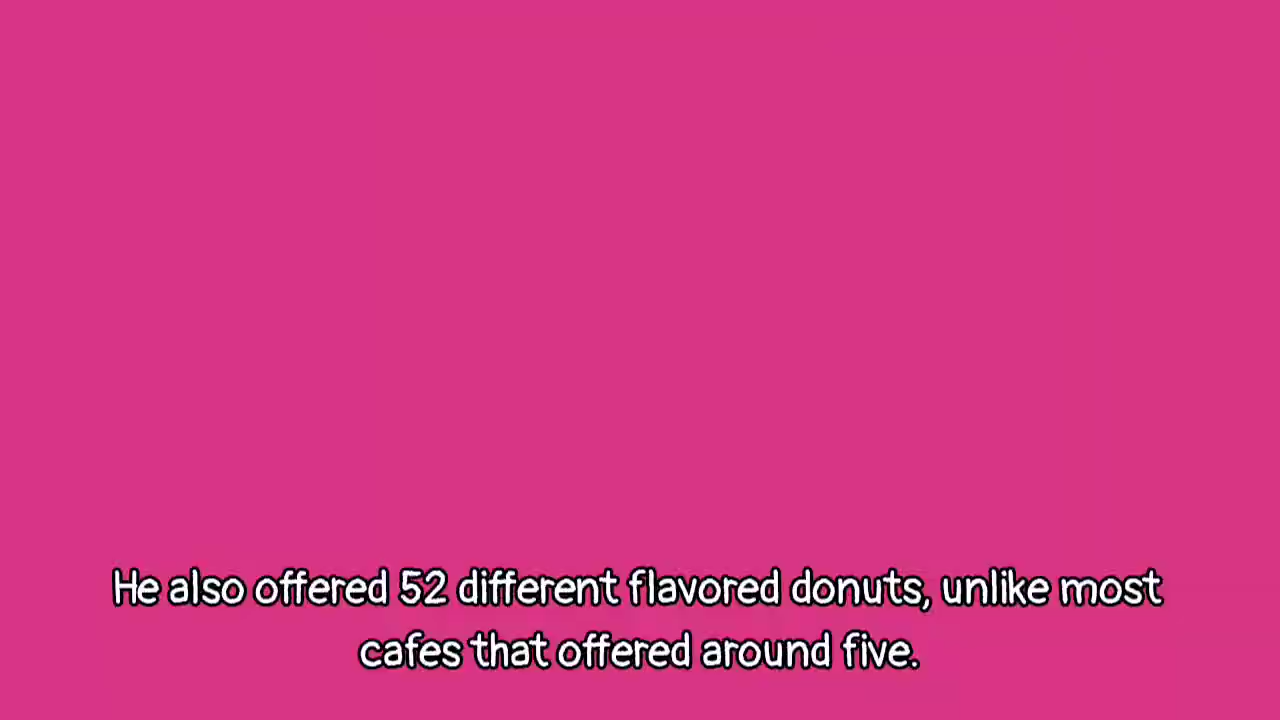 He also offered 52 different flavored donuts, unlike most
cafes that offered around five.